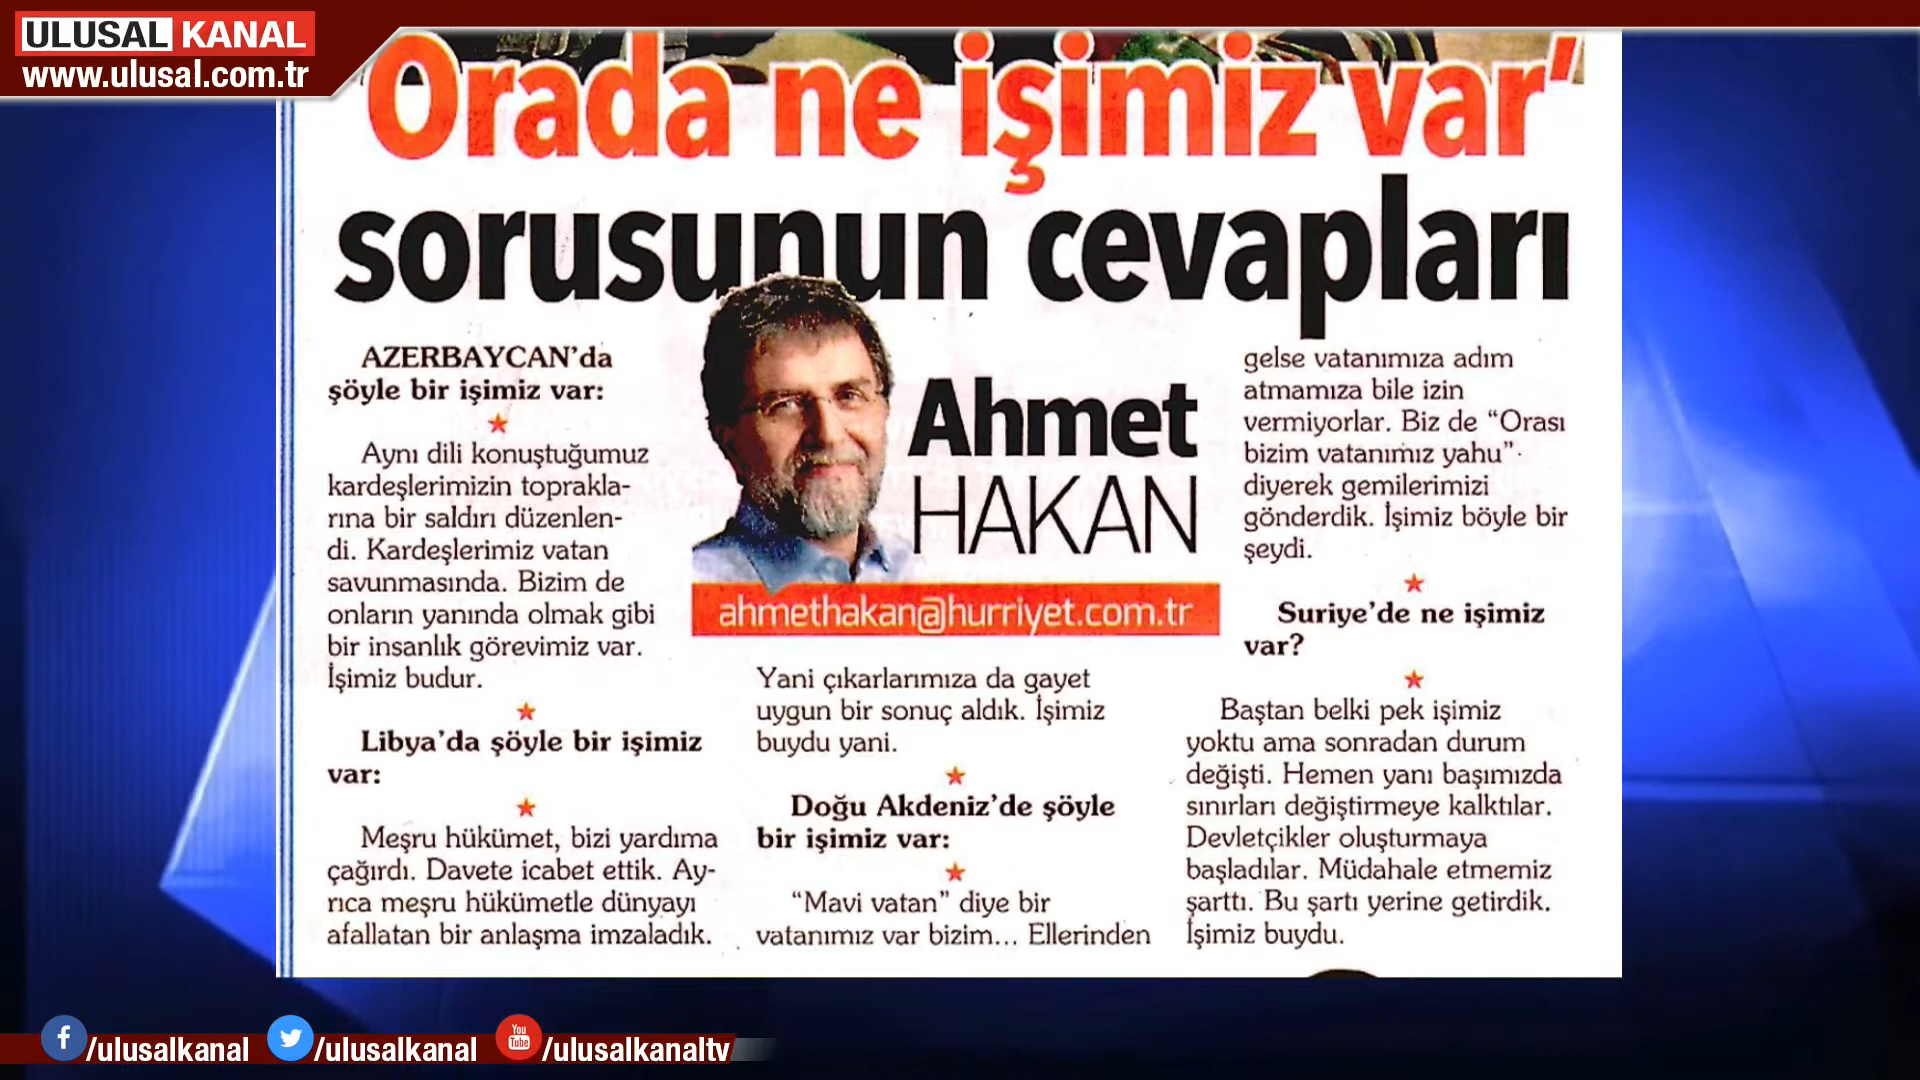 ULUSAL KANAL
www.ulusal.com.tr
'Orada ne işimiz var'
sorusunun cevapları
AZERBAYCAN'da
şöyle bir işimiz var:
Aynı dili konuştuğumuz
kardeşlerimizin toprakla-
rına bir saldırı düzenlen-
di. Kardeşlerimiz vatan
savunmasında. Bizim de
onların yanında olmak gibi
bir insanlık görevimiz var.
İşimiz budur.
Libya'da şöyle bir işimiz
var:
Meşru hükümet, bizi yardıma
çağırdı. Davete icabet ettik. Ay-
rıca meşru hükümetle dünyayı
afallatan bir anlaşma imzaladık.
Ahmet
HAKAN
ahmethakan@hurriyet.com.tr
Yani çıkarlarımıza da gayet
uygun bir sonuç aldık. İşimiz
buydu yani.
Doğu Akdeniz'de şöyle
bir işimiz var:
"Mavi vatan" diye bir
vatanımız var bizim... Ellerinden
gelse vatanımıza adım
atmamıza bile izin
vermiyorlar. Biz de "Orası
bizim vatanımız yahu"
diyerek gemilerimizi
gönderdik. İşimiz böyle bir
şeydi.
Suriye'de ne işimiz
var?
Baştan belki pek işimiz
yoktu ama sonradan durum
değişti. Hemen yanı başımızda
sınırları değiştirmeye kalktılar.
Devletçikler oluşturmaya
başladılar. Müdahale etmemiz
şarttı. Bu şartı yerine getirdik.
İşimiz buydu.
f /ulusalkanal
/ulusalkanal
You Tube /ulusalkanaltv